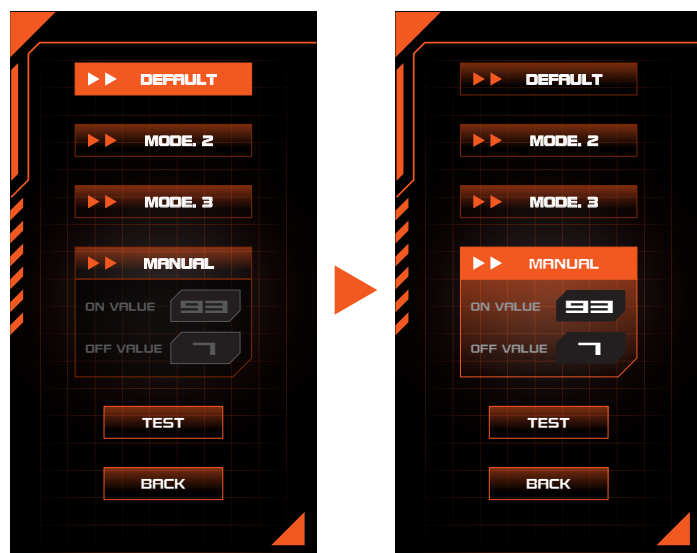 DEFAULT
MODE. 2
MODE. 3
MANUAL
ON VALUE 93
OFF VALUE 7
TEST
BACK
DEFAULT
MODE. 2
MODE. 3
MANUAL
ON VALUE 93
OFF VALUE 7
TEST
BACK